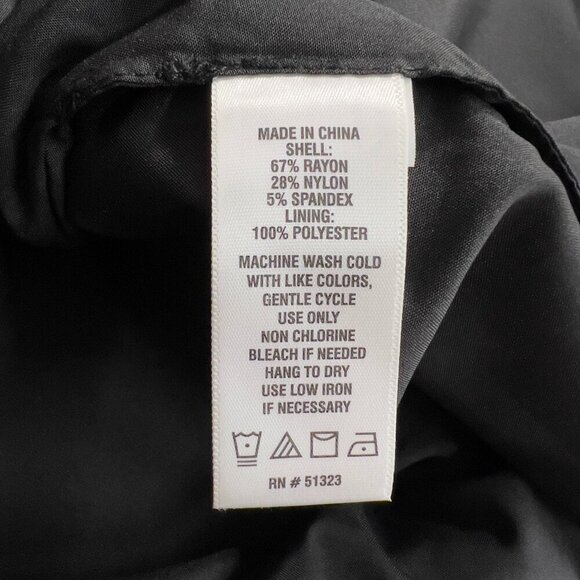 MADE IN CHINA
SHELL:
67% RAYON
28% NYLON
5% SPANDEX
LINING:
100% POLYESTER
MACHINE WASH COLD
WITH LIKE COLORS,
GENTLE CYCLE
USE ONLY
NON CHLORINE
BLEACH IF NEEDED
HANG TO DRY
USE LOW IRON
IF NECESSARY
RN # 51323